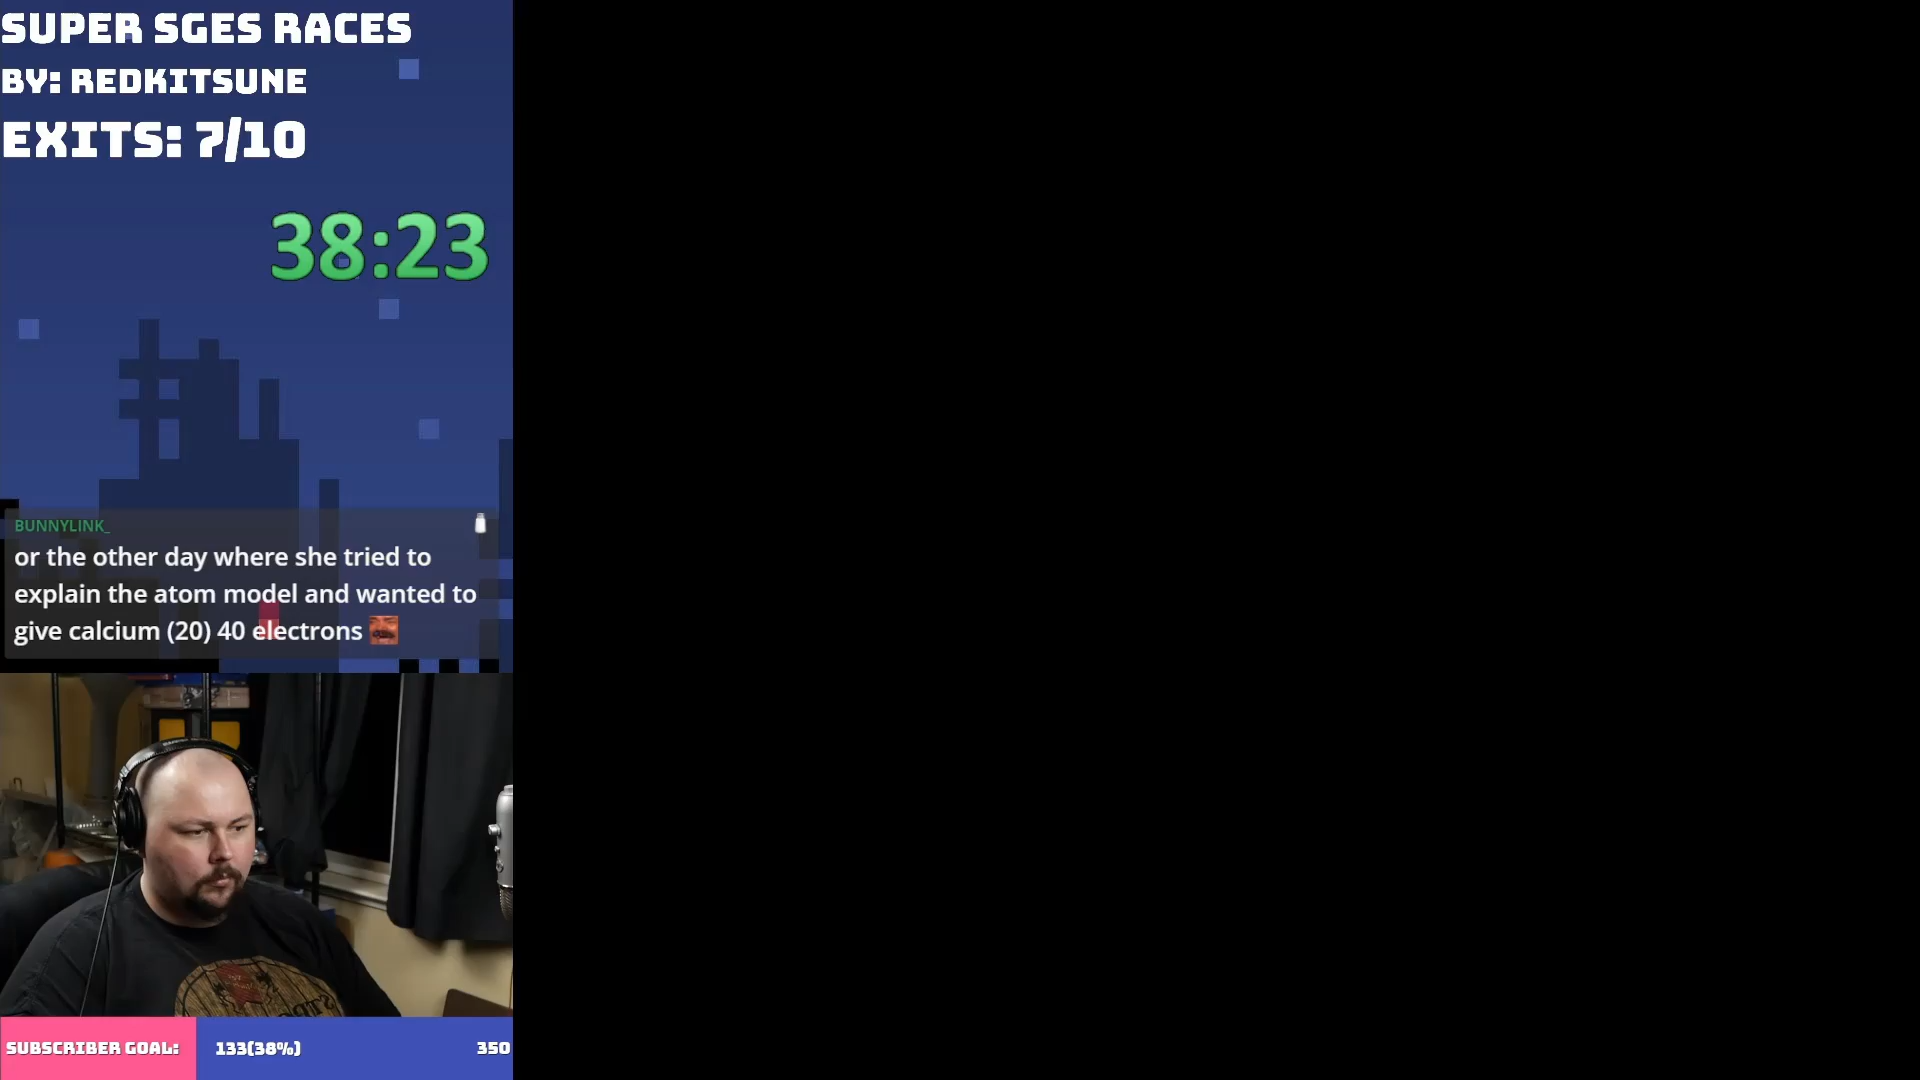 SUPER SGES RACES
BY: REDKITSUNE
EXITS: 7/10
38:23
BUNNYLINK_
or the other day where she tried to
explain the atom model and wanted to
give calcium (20) 40 electrons
SUBSCRIBER GOAL: 133(38%) 350